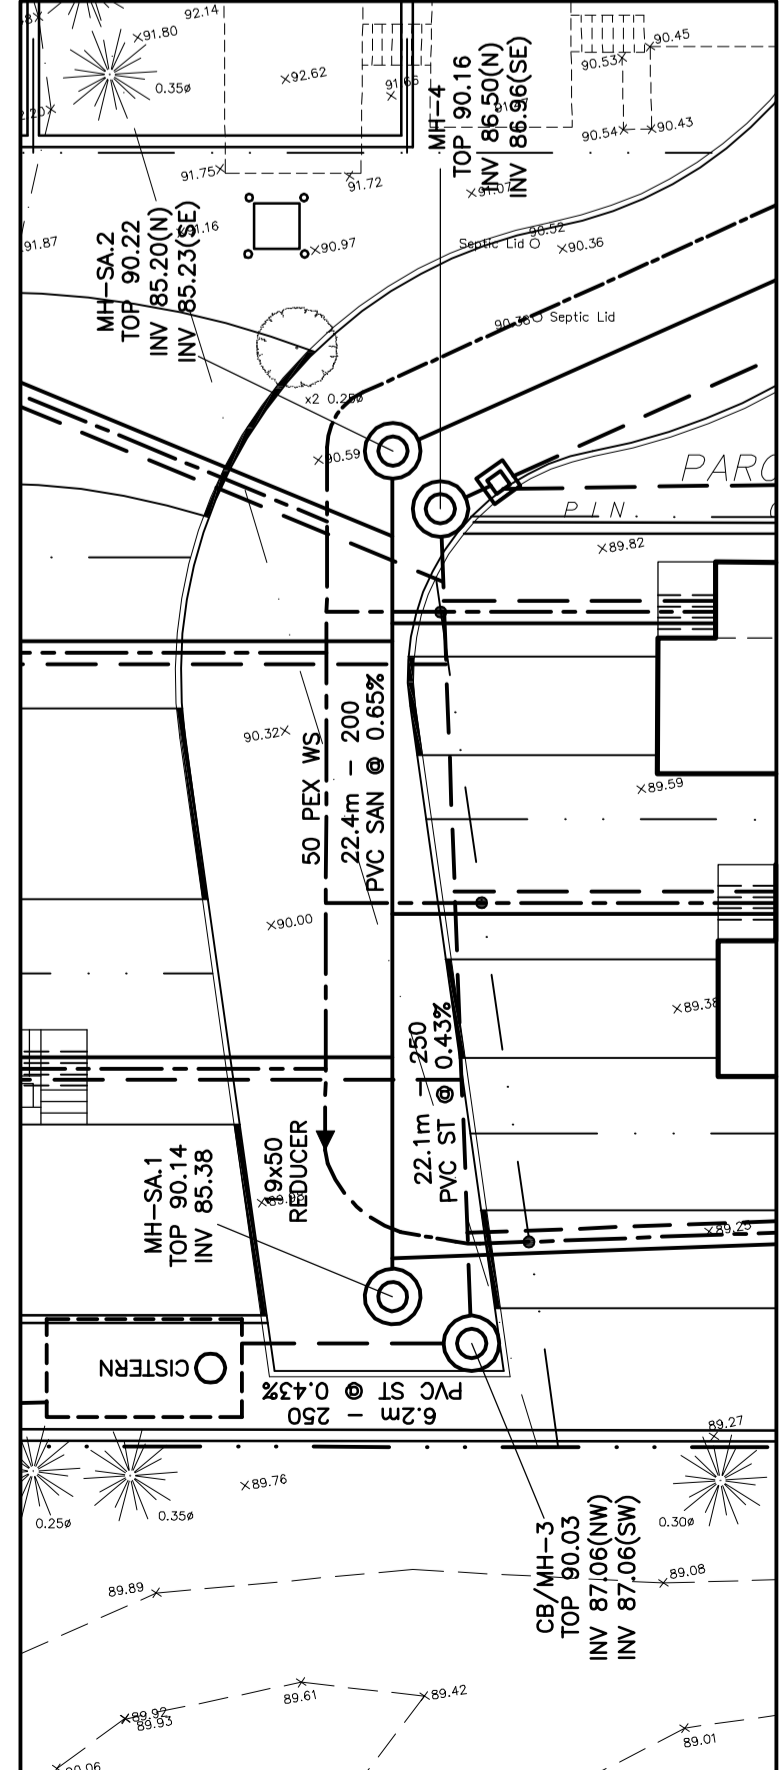 92.14
×91.80
×92.62
0.35ø
91.66
90.45
90.53×
90.54×
×90.43
MH-4
TOP 90.16
INV 86.50(N)
INV 86.96(SE)
91.75×
91.72
×91.07
MH-SA.2
TOP 90.22
INV 85.20(N)
INV 85.23(SE)
×91.16
91.87
×90.97
90.52
Septic Lid
×90.36
90.38
Septic Lid
x2 0.25ø
×90.59
PARC
PIN.
×89.82
90.32×
50 PEX WS
22.4m - 200
PVC SAN @ 0.65%
×89.59
×90.00
×89.38
22.1m - 250
PVC ST @ 0.43%
REDUCER
MH-SA.1
TOP 90.14
INV 85.38
×89.25
CISTERN
6.2m - 250
PVC ST @ 0.43%
89.27
×89.76
0.25ø
0.35ø
0.30ø
CB/MH-3
TOP 90.03
INV 87.06(NW)
INV 87.06(SW)
89.89
89.08
89.61
89.42
×89.92
89.93
89.01